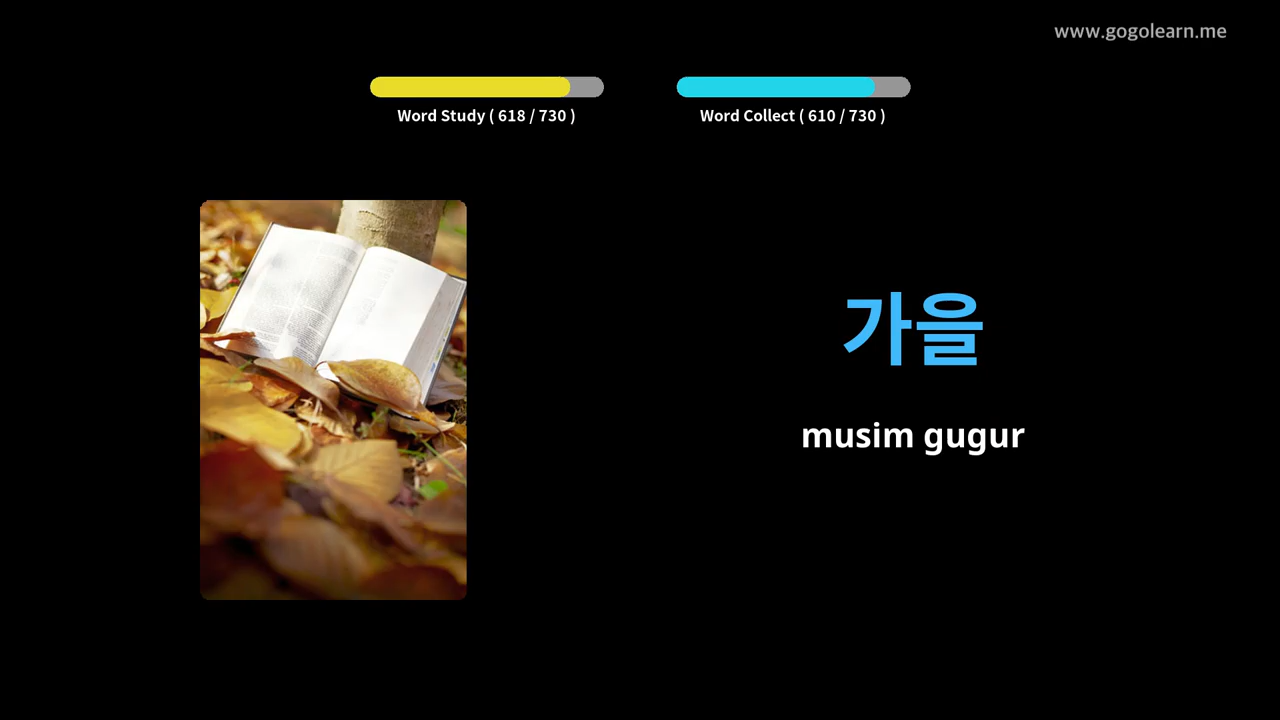 www.gogolearn.me
Word Study ( 618 / 730 )
Word Collect ( 610 / 730 )
가을
musim gugur